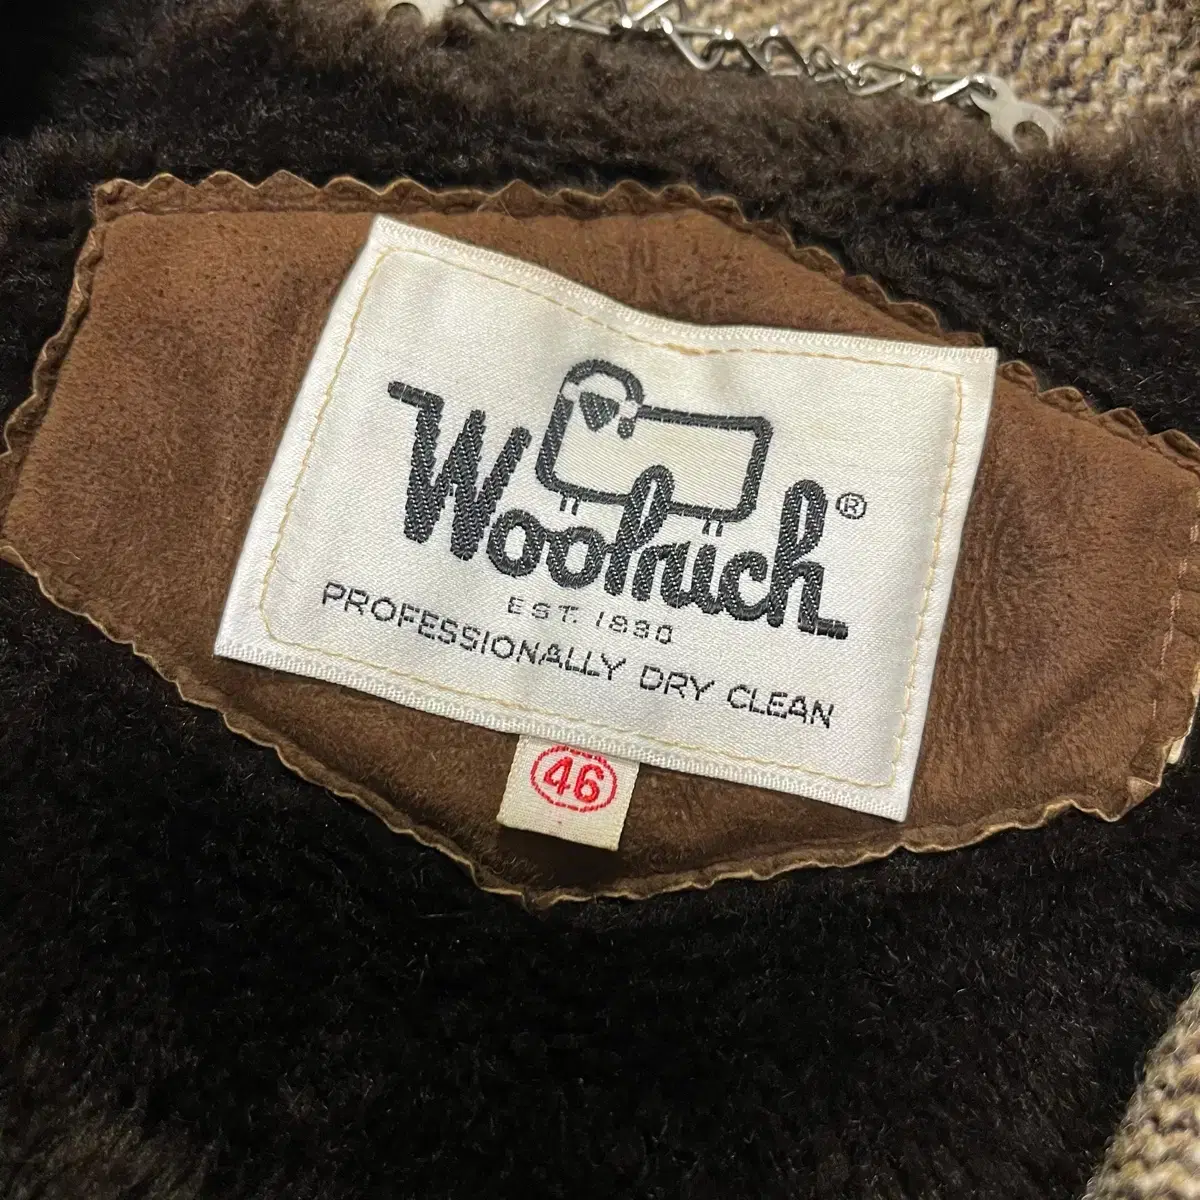 Woolrich®
EST. 1830
PROFESSIONALLY DRY CLEAN
46